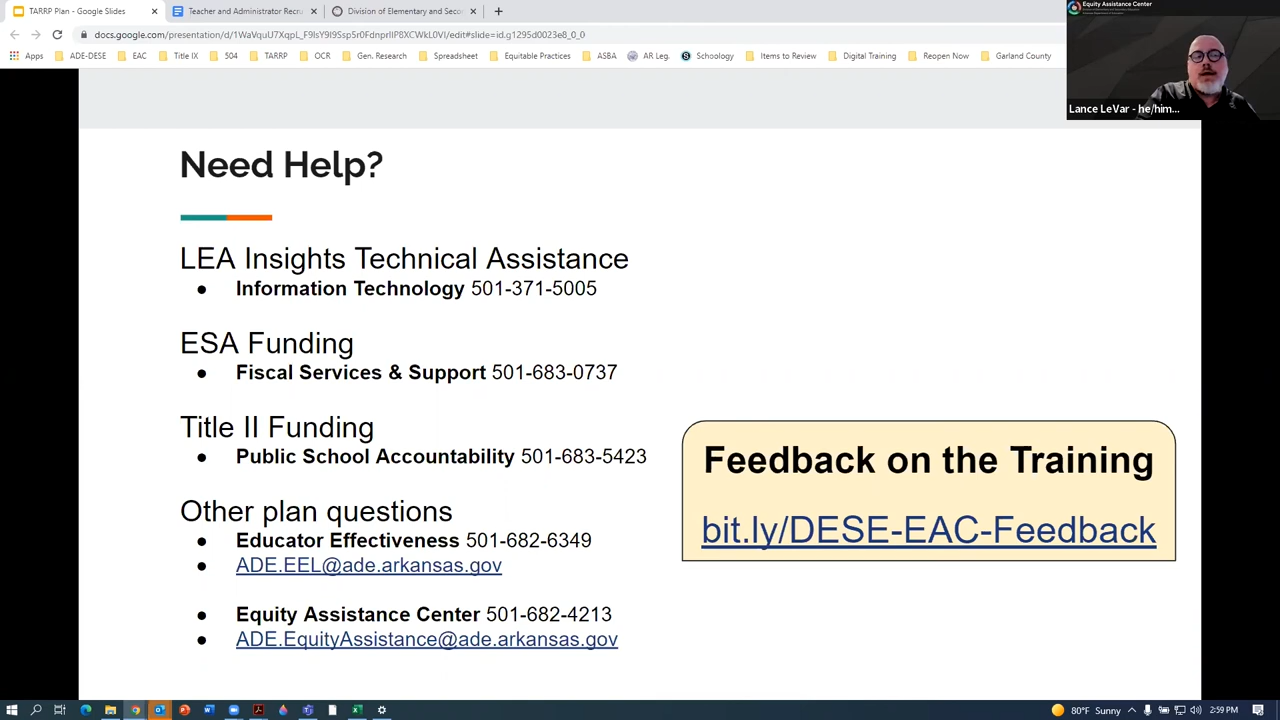 TARRP Plan - Google Slides
Teacher and Administrator Recru
Division of Elementary and Secon
docs.google.com/presentation/d/1WaVquU7XqpL_F9IsY9I9Ssp5r0FdnprIIP8XCWkL0VI/edit#slide=id.g1295d0023e8_0_0
Apps ADE-DESE EAC Title IX 504 TARRP OCR Gen. Research Spreadsheet Equitable Practices ASBA AR Leg. Schoology Items to Review Digital Training Reopen Now Garland County
Equity Assistance Center
Lance LeVar - he/him...
Need Help?
LEA Insights Technical Assistance
● Information Technology 501-371-5005
ESA Funding
● Fiscal Services & Support 501-683-0737
Title II Funding
● Public School Accountability 501-683-5423
Other plan questions
● Educator Effectiveness 501-682-6349
● ADE.EEL@ade.arkansas.gov
● Equity Assistance Center 501-682-4213
● ADE.EquityAssistance@ade.arkansas.gov
Feedback on the Training
bit.ly/DESE-EAC-Feedback
80°F Sunny
2:59 PM